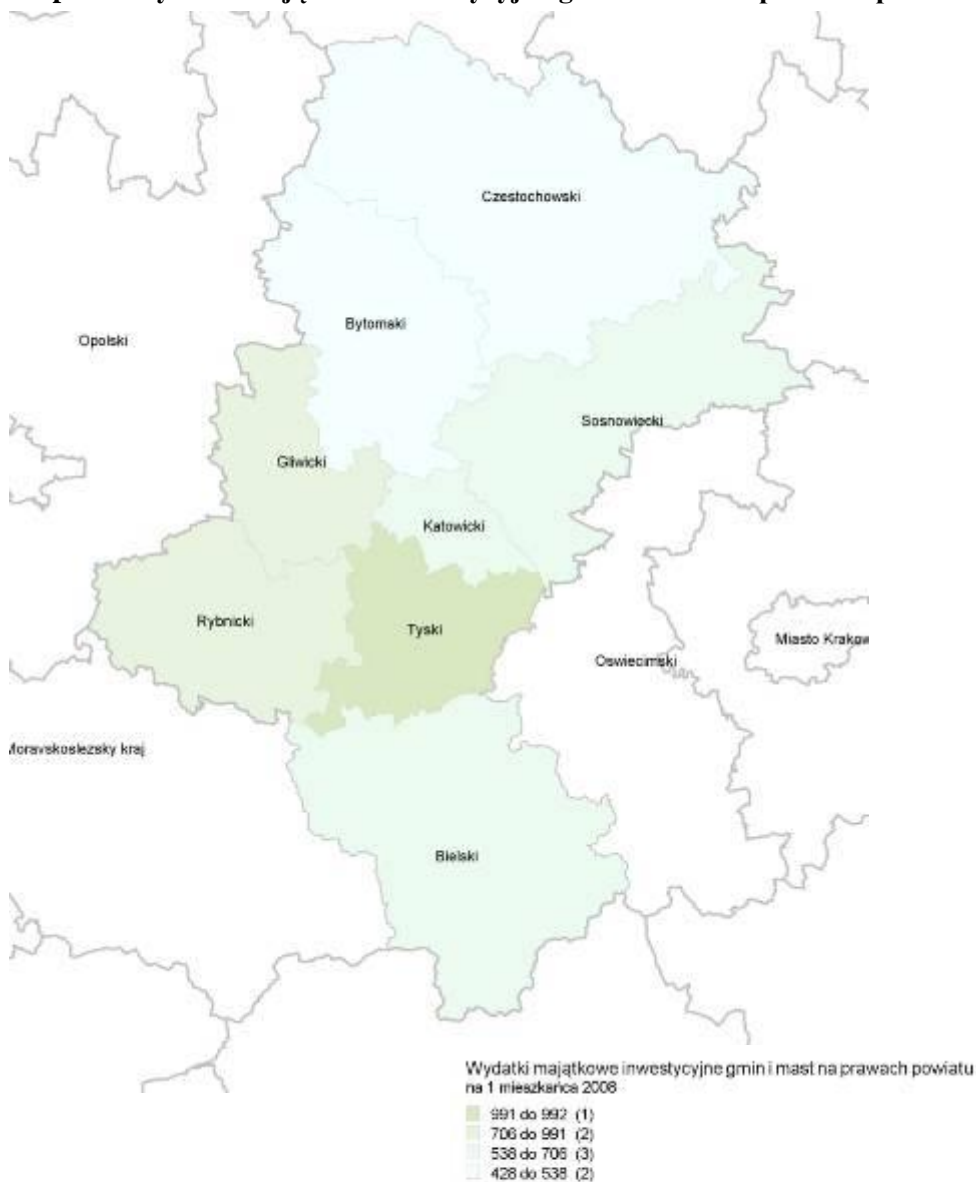 Czestochowski
Bytomski
Opolski
Sosnowiecki
Gliwicki
Katowicki
Rybnicki
Tyski
Miasto Krakow
Oswiecimski
Moravskoslezsky kraj
Bielski
Wydatki majątkowe inwestycyjne gmin i mast na prawach powiatu
na 1 mieszkańca 2008
991 do 992 (1)
706 do 991 (2)
538 do 706 (3)
428 do 538 (2)